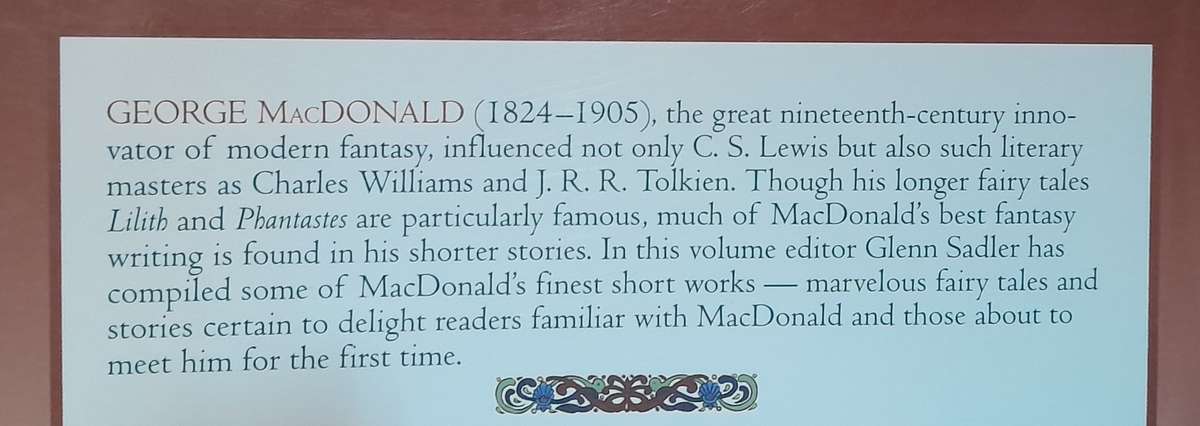 GEORGE MACDONALD (1824–1905), the great nineteenth-century inno-
vator of modern fantasy, influenced not only C. S. Lewis but also such literary
masters as Charles Williams and J. R. R. Tolkien. Though his longer fairy tales
Lilith and Phantastes are particularly famous, much of MacDonald's best fantasy
writing is found in his shorter stories. In this volume editor Glenn Sadler has
compiled some of MacDonald's finest short works — marvelous fairy tales and
stories certain to delight readers familiar with MacDonald and those about to
meet him for the first time.